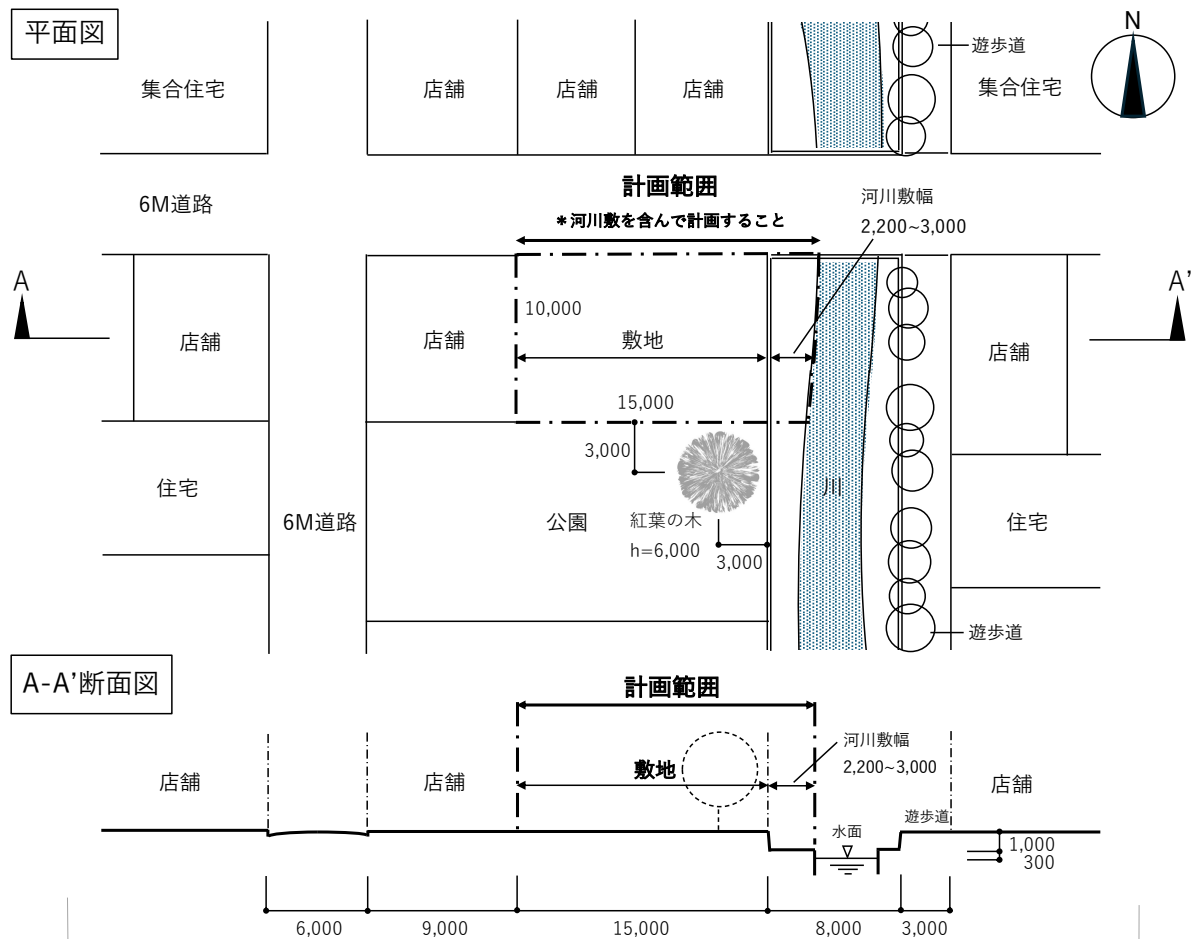 平面図
N
遊歩道
集合住宅
店舗
店舗
店舗
集合住宅
計画範囲
6M道路
河川敷幅
2,200~3,000
＊河川敷を含んで計画すること
A
A’
10,000
店舗
店舗
敷地
店舗
15,000
3,000
住宅
6M道路
公園
紅葉の木
h=6,000
3,000
川
住宅
遊歩道
A-A’断面図
計画範囲
河川敷幅
2,200~3,000
店舗
店舗
敷地
店舗
水面
遊歩道
1,000
300
6,000
9,000
15,000
8,000
3,000